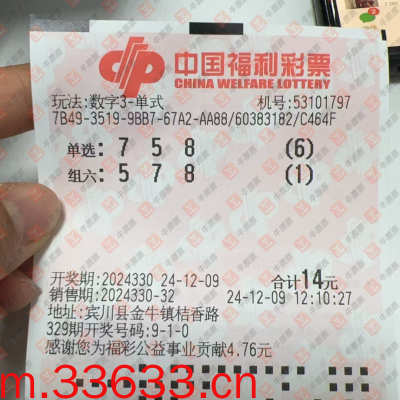 中国福利彩票
CHINA WELFARE LOTTERY
玩法:数字3-单式 机号:53101797
7B49-3519-9BB7-67A2-AA88/60383182/C464F
单选: 7 5 8 (6)
组六: 5 7 8 (1)
开奖期:2024330 24-12-09 合计14元
销售期:2024330-32 24-12-09 12:10:27
地址:宾川县金牛镇桔香路
329期开奖号码:9-1-0
感谢您为福彩公益事业贡献4.76元
m.33633.cn